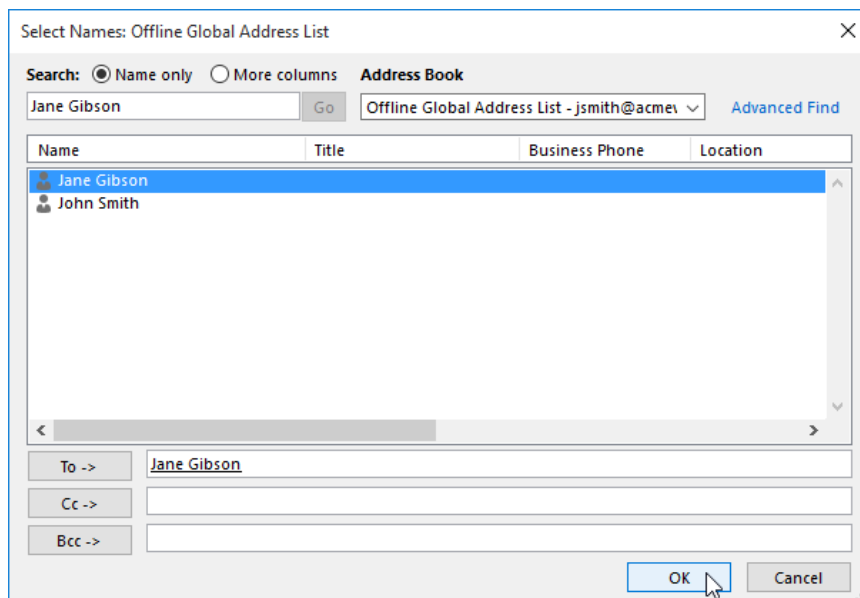 Select Names: Offline Global Address List
Search: Name only More columns Address Book
Jane Gibson Go Offline Global Address List - jsmith@acmew Advanced Find
Name Title Business Phone Location
Jane Gibson
John Smith
To -> Jane Gibson
Cc ->
Bcc ->
OK Cancel